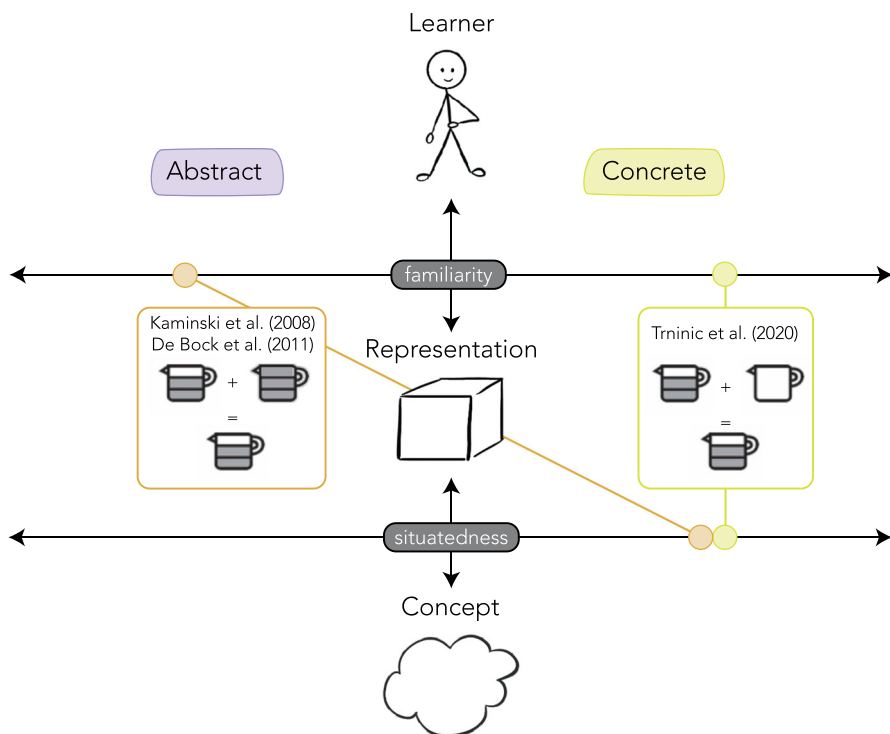 Learner
Abstract
Concrete
familiarity
Kaminski et al. (2008)
De Bock et al. (2011)
+
=
Representation
Trninic et al. (2020)
+
=
situatedness
Concept